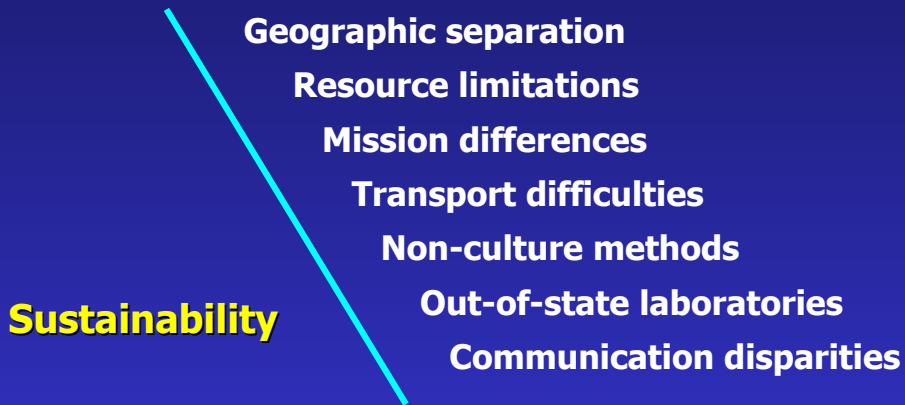 Geographic separation
Resource limitations
Mission differences
Transport difficulties
Non-culture methods
Out-of-state laboratories
Sustainability
Communication disparities